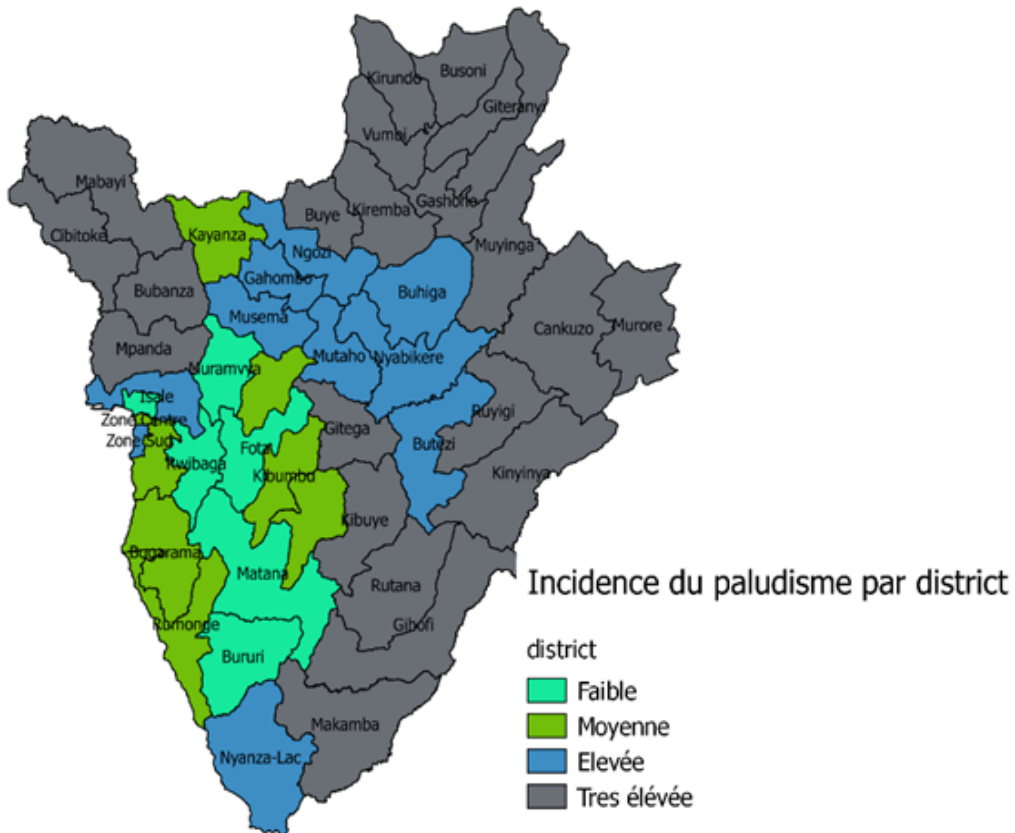 Kirundo
Busoni
Giteranyi
Vumbi
Mabayi
Gashoho
Kiremba
Buye
Cibitoke
Kayanza
Muyinga
Ngozi
Gahombo
Bubanza
Buhiga
Musema
Cankuzo
Murore
Mpanda
Mutaho
Nyabikere
Muramvya
Isale
Ruyigi
Zone Centre
Gitega
Zone Sud
Fota
Butezi
Rwibaga
Kibumbu
Kinyinya
Kibuye
Bugarama
Matana
Rutana
Rumonge
Gihofi
Bururi
Makamba
Nyanza-Lac
Incidence du paludisme par district
district
Faible
Moyenne
Elevée
Tres élévée